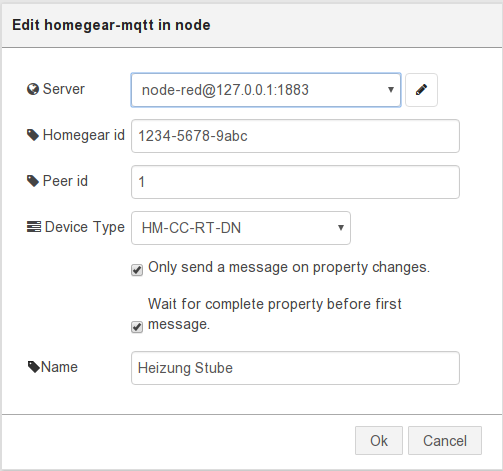 Edit homegear-mqtt in node
Server node-red@127.0.0.1:1883
Homegear id 1234-5678-9abc
Peer id 1
Device Type HM-CC-RT-DN
Only send a message on property changes.
Wait for complete property before first
message.
Name Heizung Stube
Ok Cancel